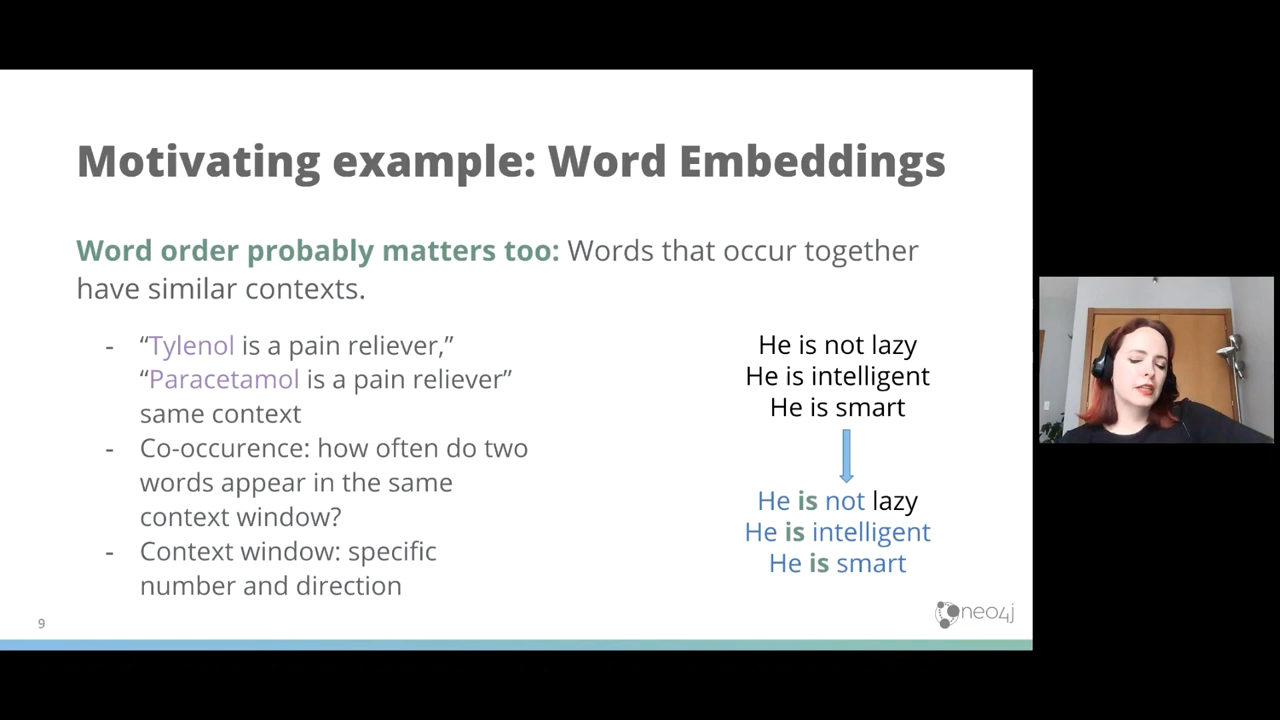 Motivating example: Word Embeddings
Word order probably matters too: Words that occur together
have similar contexts.
- “Tylenol is a pain reliever,”
“Paracetamol is a pain reliever”
same context
- Co-occurence: how often do two
words appear in the same
context window?
- Context window: specific
number and direction
He is not lazy
He is intelligent
He is smart
He is not lazy
He is intelligent
He is smart
9
neo4j